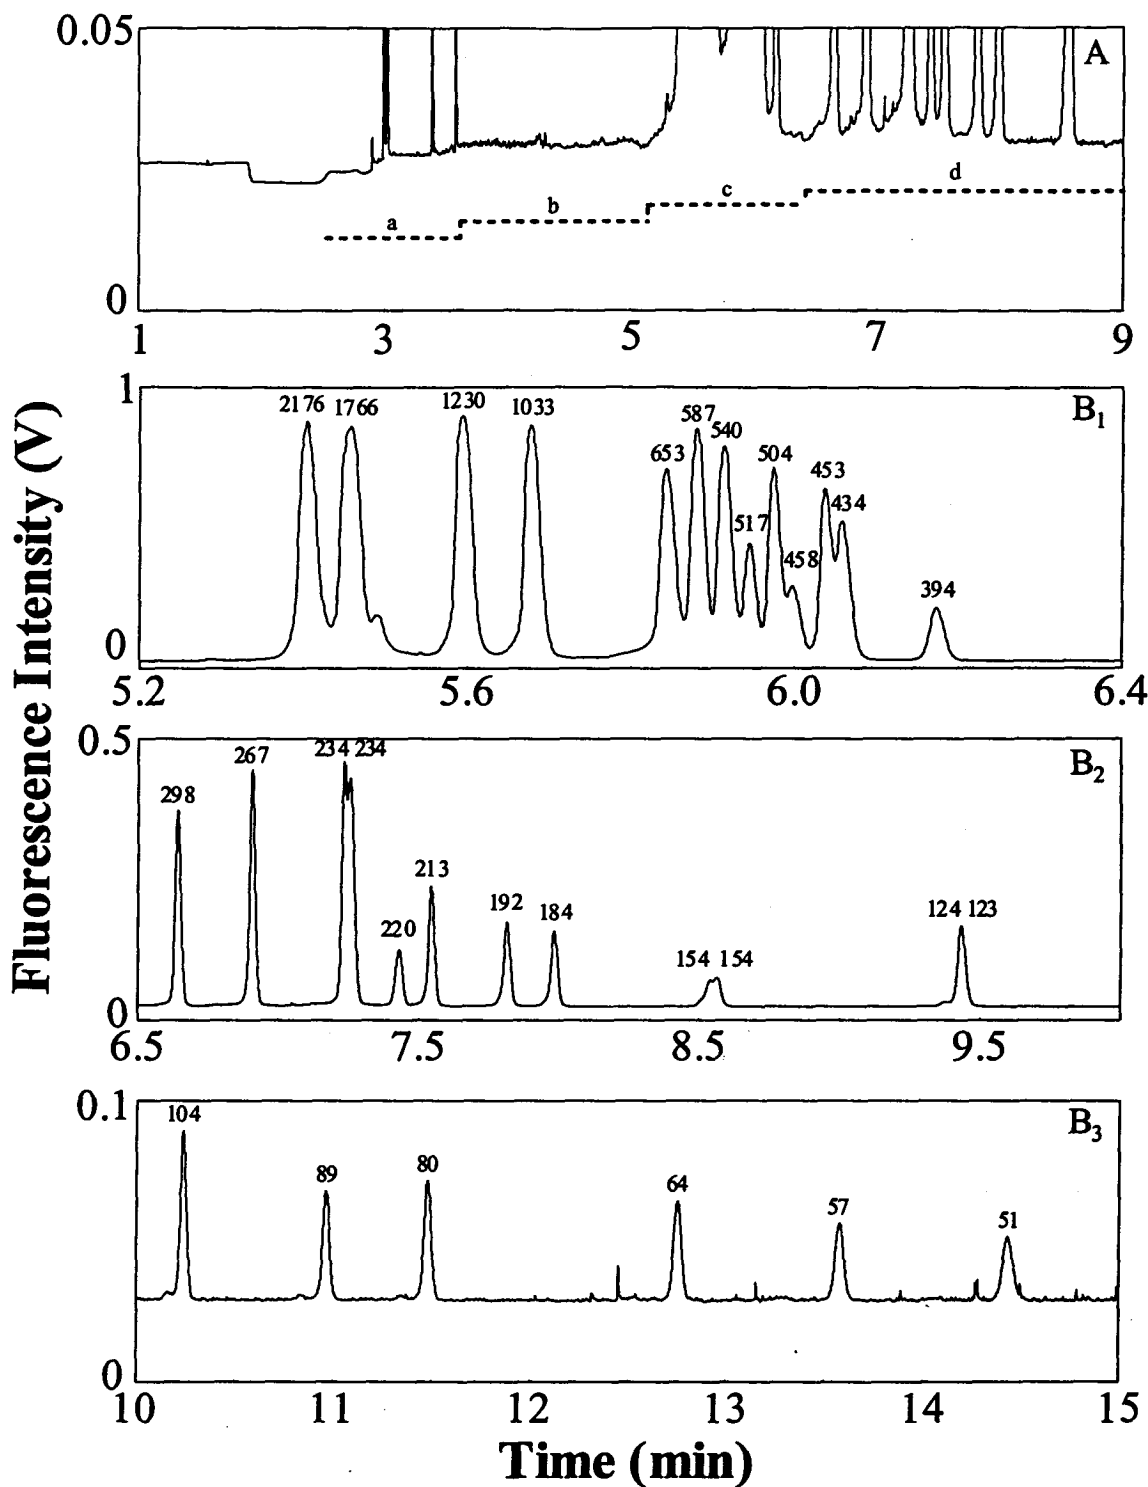 0.05
A
a
b
c
d
0
1 3 5 7 9
Fluorescence Intensity (V)
1
B1
2176 1766 1230 1033 653 587 540 517 504 458 453 434 394
0
5.2 5.6 6.0 6.4
0.5
B2
298 267 234 234 220 213 192 184 154 154 124 123
0
6.5 7.5 8.5 9.5
0.1
B3
104 89 80 64 57 51
0
10 11 12 13 14 15
Time (min)